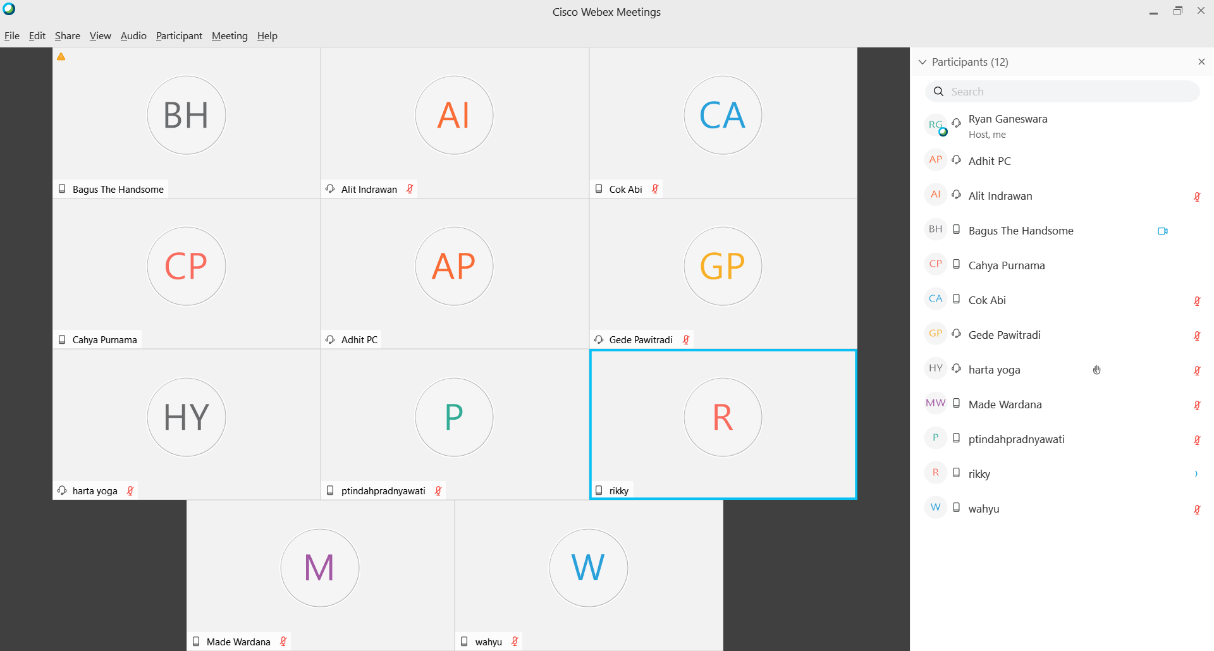 Cisco Webex Meetings
File Edit Share View Audio Participant Meeting Help
BH
Bagus The Handsome
AI
Alit Indrawan
CA
Cok Abi
CP
Cahya Purnama
AP
Adhit PC
GP
Gede Pawitradi
HY
harta yoga
P
ptindahpradnyawati
R
rikky
M
Made Wardana
W
wahyu
Participants (12)
Search
RG Ryan Ganeswara
Host, me
AP Adhit PC
AI Alit Indrawan
BH Bagus The Handsome
CP Cahya Purnama
CA Cok Abi
GP Gede Pawitradi
HY harta yoga
MW Made Wardana
P ptindahpradnyawati
R rikky
W wahyu